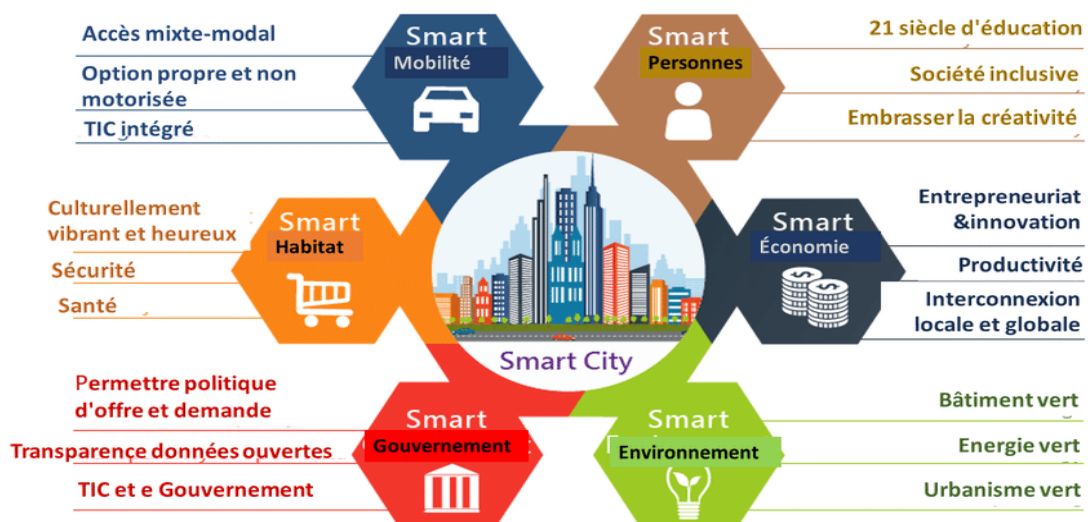 Accès mixte-modal
Option propre et non
motorisée
TIC intégré
Smart
Mobilité
Smart
Personnes
21 siècle d'éducation
Société inclusive
Embrasser la créativité
Culturellement
vibrant et heureux
Sécurité
Santé
Smart
Habitat
Smart
Économie
Entrepreneuriat
&innovation
Productivité
Interconnexion
locale et globale
Smart City
Permettre politique
d'offre et demande
Transparençe données ouvertes
TIC et e Gouvernement
Smart
Gouvernement
Smart
Environnement
Bâtiment vert
Energie vert
Urbanisme vert